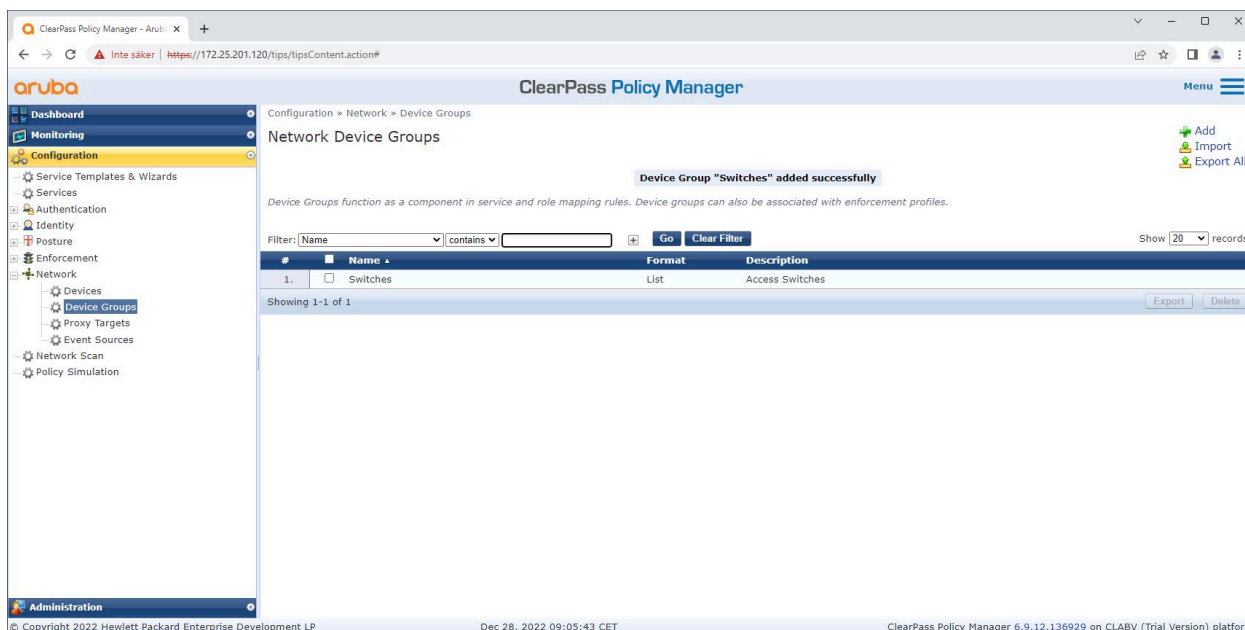 ClearPass Policy Manager - Arub
Inte säker | https://172.25.201.120/tips/tipsContent.action#
aruba
ClearPass Policy Manager
Menu
Dashboard
Monitoring
Configuration
Service Templates & Wizards
Services
Authentication
Identity
Posture
Enforcement
Network
Devices
Device Groups
Proxy Targets
Event Sources
Network Scan
Policy Simulation
Administration
Configuration » Network » Device Groups
Network Device Groups
Add
Import
Export All
Device Group "Switches" added successfully
Device Groups function as a component in service and role mapping rules. Device groups can also be associated with enforcement profiles.
Filter: Name contains Go Clear Filter Show 20 records
# Name Format Description
1. Switches List Access Switches
Showing 1-1 of 1 Export Delete
© Copyright 2022 Hewlett Packard Enterprise Development LP Dec 28, 2022 09:05:43 CET ClearPass Policy Manager 6.9.12.136929 on CLABV (Trial Version) platfor